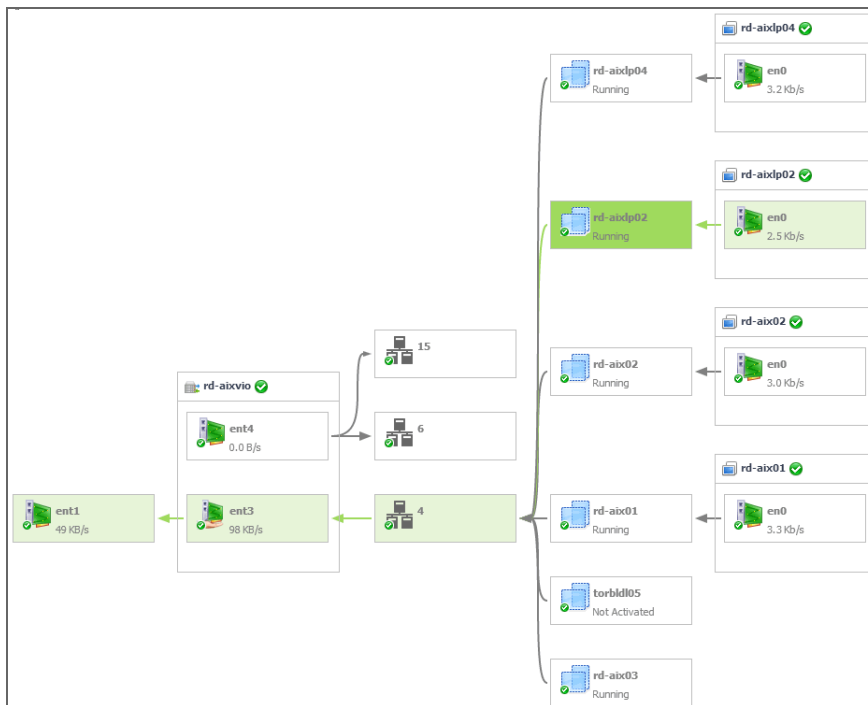 rd-aixlp04
en0
3.2 Kb/s
rd-aixlp04
Running
rd-aixlp02
en0
2.5 Kb/s
rd-aixlp02
Running
rd-aix02
en0
3.0 Kb/s
rd-aix02
Running
15
rd-aixvio
ent4
0.0 B/s
6
rd-aix01
en0
3.3 Kb/s
rd-aix01
Running
4
ent3
98 KB/s
ent1
49 KB/s
torbldl05
Not Activated
rd-aix03
Running